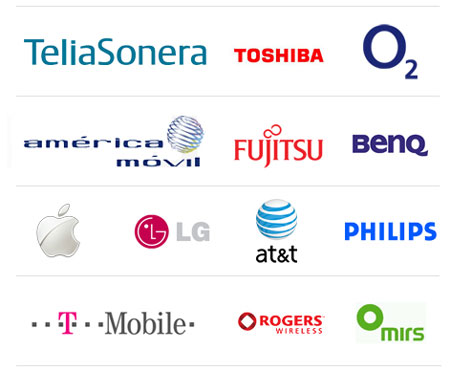 TeliaSonera TOSHIBA O2
américa
móvil FUJITSU BenQ
LG at&t PHILIPS
T Mobile ROGERS
WIRELESS mirs